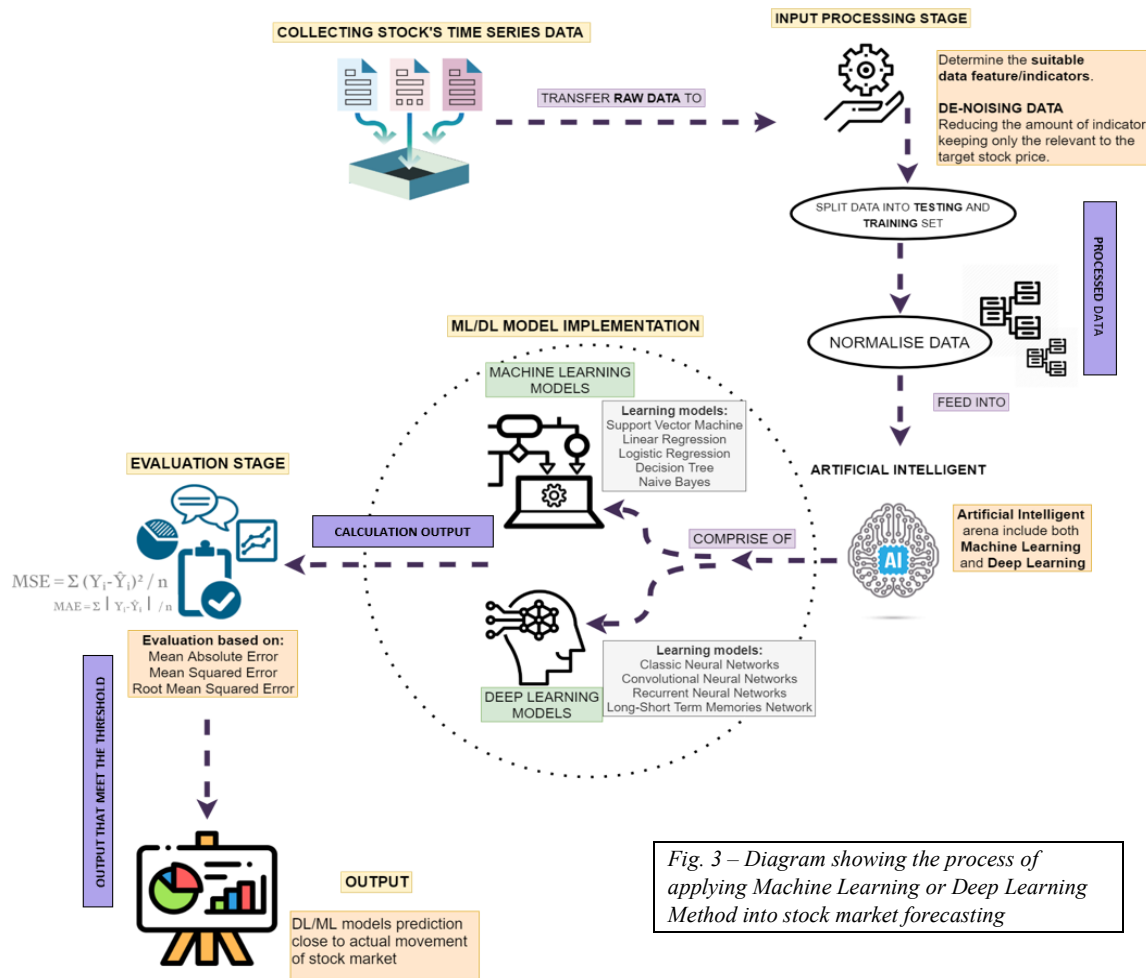 COLLECTING STOCK'S TIME SERIES DATA
TRANSFER RAW DATA TO
INPUT PROCESSING STAGE
Determine the suitable
data feature/indicators.
DE-NOISING DATA
Reducing the amount of indicator
keeping only the relevant to the
target stock price.
SPLIT DATA INTO TESTING AND
TRAINING SET
PROCESSED DATA
NORMALISE DATA
FEED INTO
ARTIFICIAL INTELLIGENT
AI
Artificial Intelligent
arena include both
Machine Learning
and Deep Learning
COMPRISE OF
ML/DL MODEL IMPLEMENTATION
MACHINE LEARNING
MODELS
Learning models:
Support Vector Machine
Linear Regression
Logistic Regression
Decision Tree
Naive Bayes
DEEP LEARNING
MODELS
Learning models:
Classic Neural Networks
Convolutional Neural Networks
Recurrent Neural Networks
Long-Short Term Memories Network
CALCULATION OUTPUT
EVALUATION STAGE
MSE = Σ (Yᵢ-Ŷᵢ)² / n
MAE = Σ | Yᵢ-Ŷᵢ | / n
Evaluation based on:
Mean Absolute Error
Mean Squared Error
Root Mean Squared Error
OUTPUT THAT MEET THE THRESHOLD
OUTPUT
DL/ML models prediction
close to actual movement
of stock market
Fig. 3 – Diagram showing the process of
applying Machine Learning or Deep Learning
Method into stock market forecasting